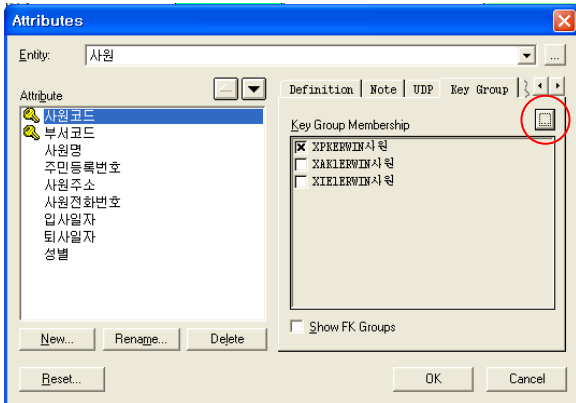 Attributes
Entity:
사원
...
Attribute
사원코드
부서코드
사원명
주민등록번호
사원주소
사원전화번호
입사일자
퇴사일자
성별
New...
Rename...
Delete
Definition
Note
UDP
Key Group
Key Group Membership
...
XPKERWIN사원
XAK1ERWIN사원
XIE1ERWIN사원
Show FK Groups
Reset...
OK
Cancel